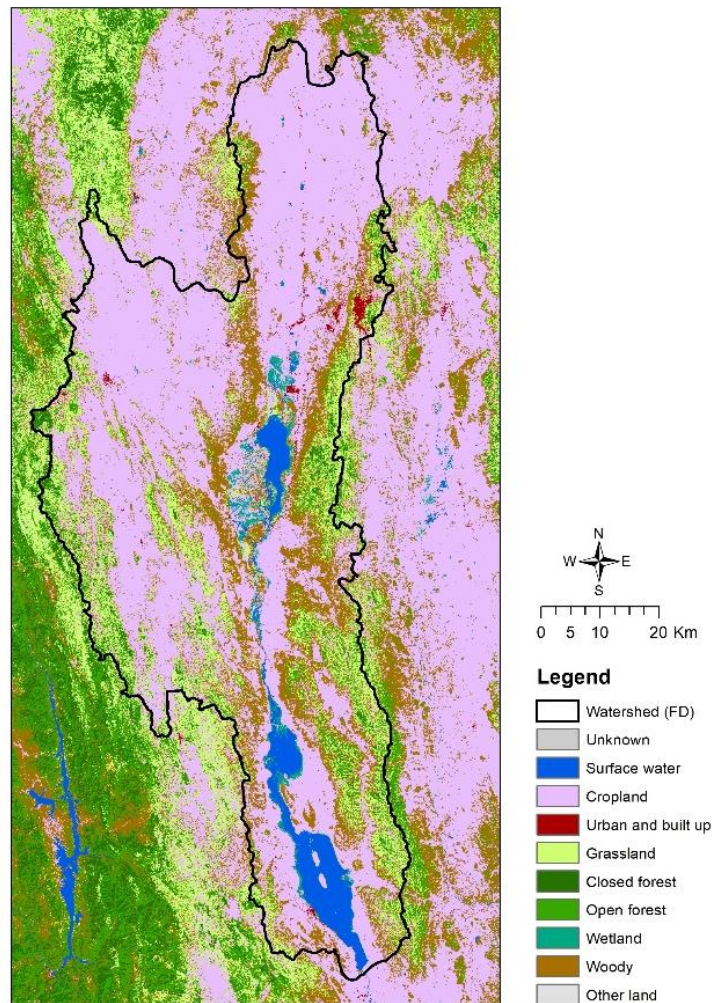 N
W E
S
0 5 10 20 Km
Legend
Watershed (FD)
Unknown
Surface water
Cropland
Urban and built up
Grassland
Closed forest
Open forest
Wetland
Woody
Other land